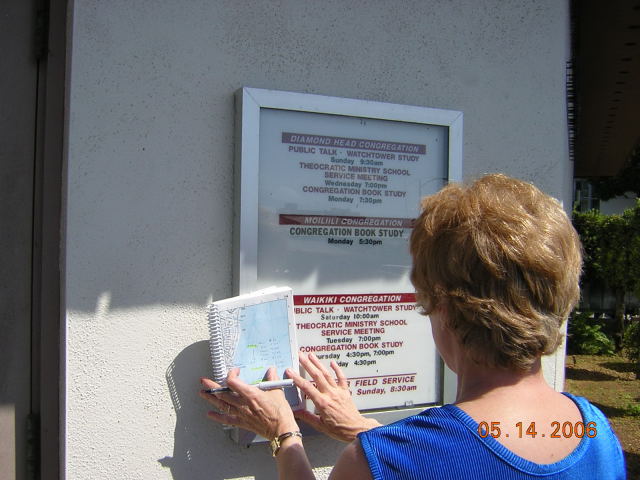 DIAMOND HEAD CONGREGATION
PUBLIC TALK - WATCHTOWER STUDY
Sunday 9:30am
THEOCRATIC MINISTRY SCHOOL
SERVICE MEETING
Wednesday 7:00pm
CONGREGATION BOOK STUDY
Monday 7:30pm
MOILIILI CONGREGATION
CONGREGATION BOOK STUDY
Monday 5:30pm
WAIKIKI CONGREGATION
BLIC TALK - WATCHTOWER STUDY
Saturday 10:00am
THEOCRATIC MINISTRY SCHOOL
SERVICE MEETING
Tuesday 7:00pm
CONGREGATION BOOK STUDY
ursday 4:30pm, 7:00pm
day 4:30pm
FIELD SERVICE
Sunday, 8:30am
05.14.2006